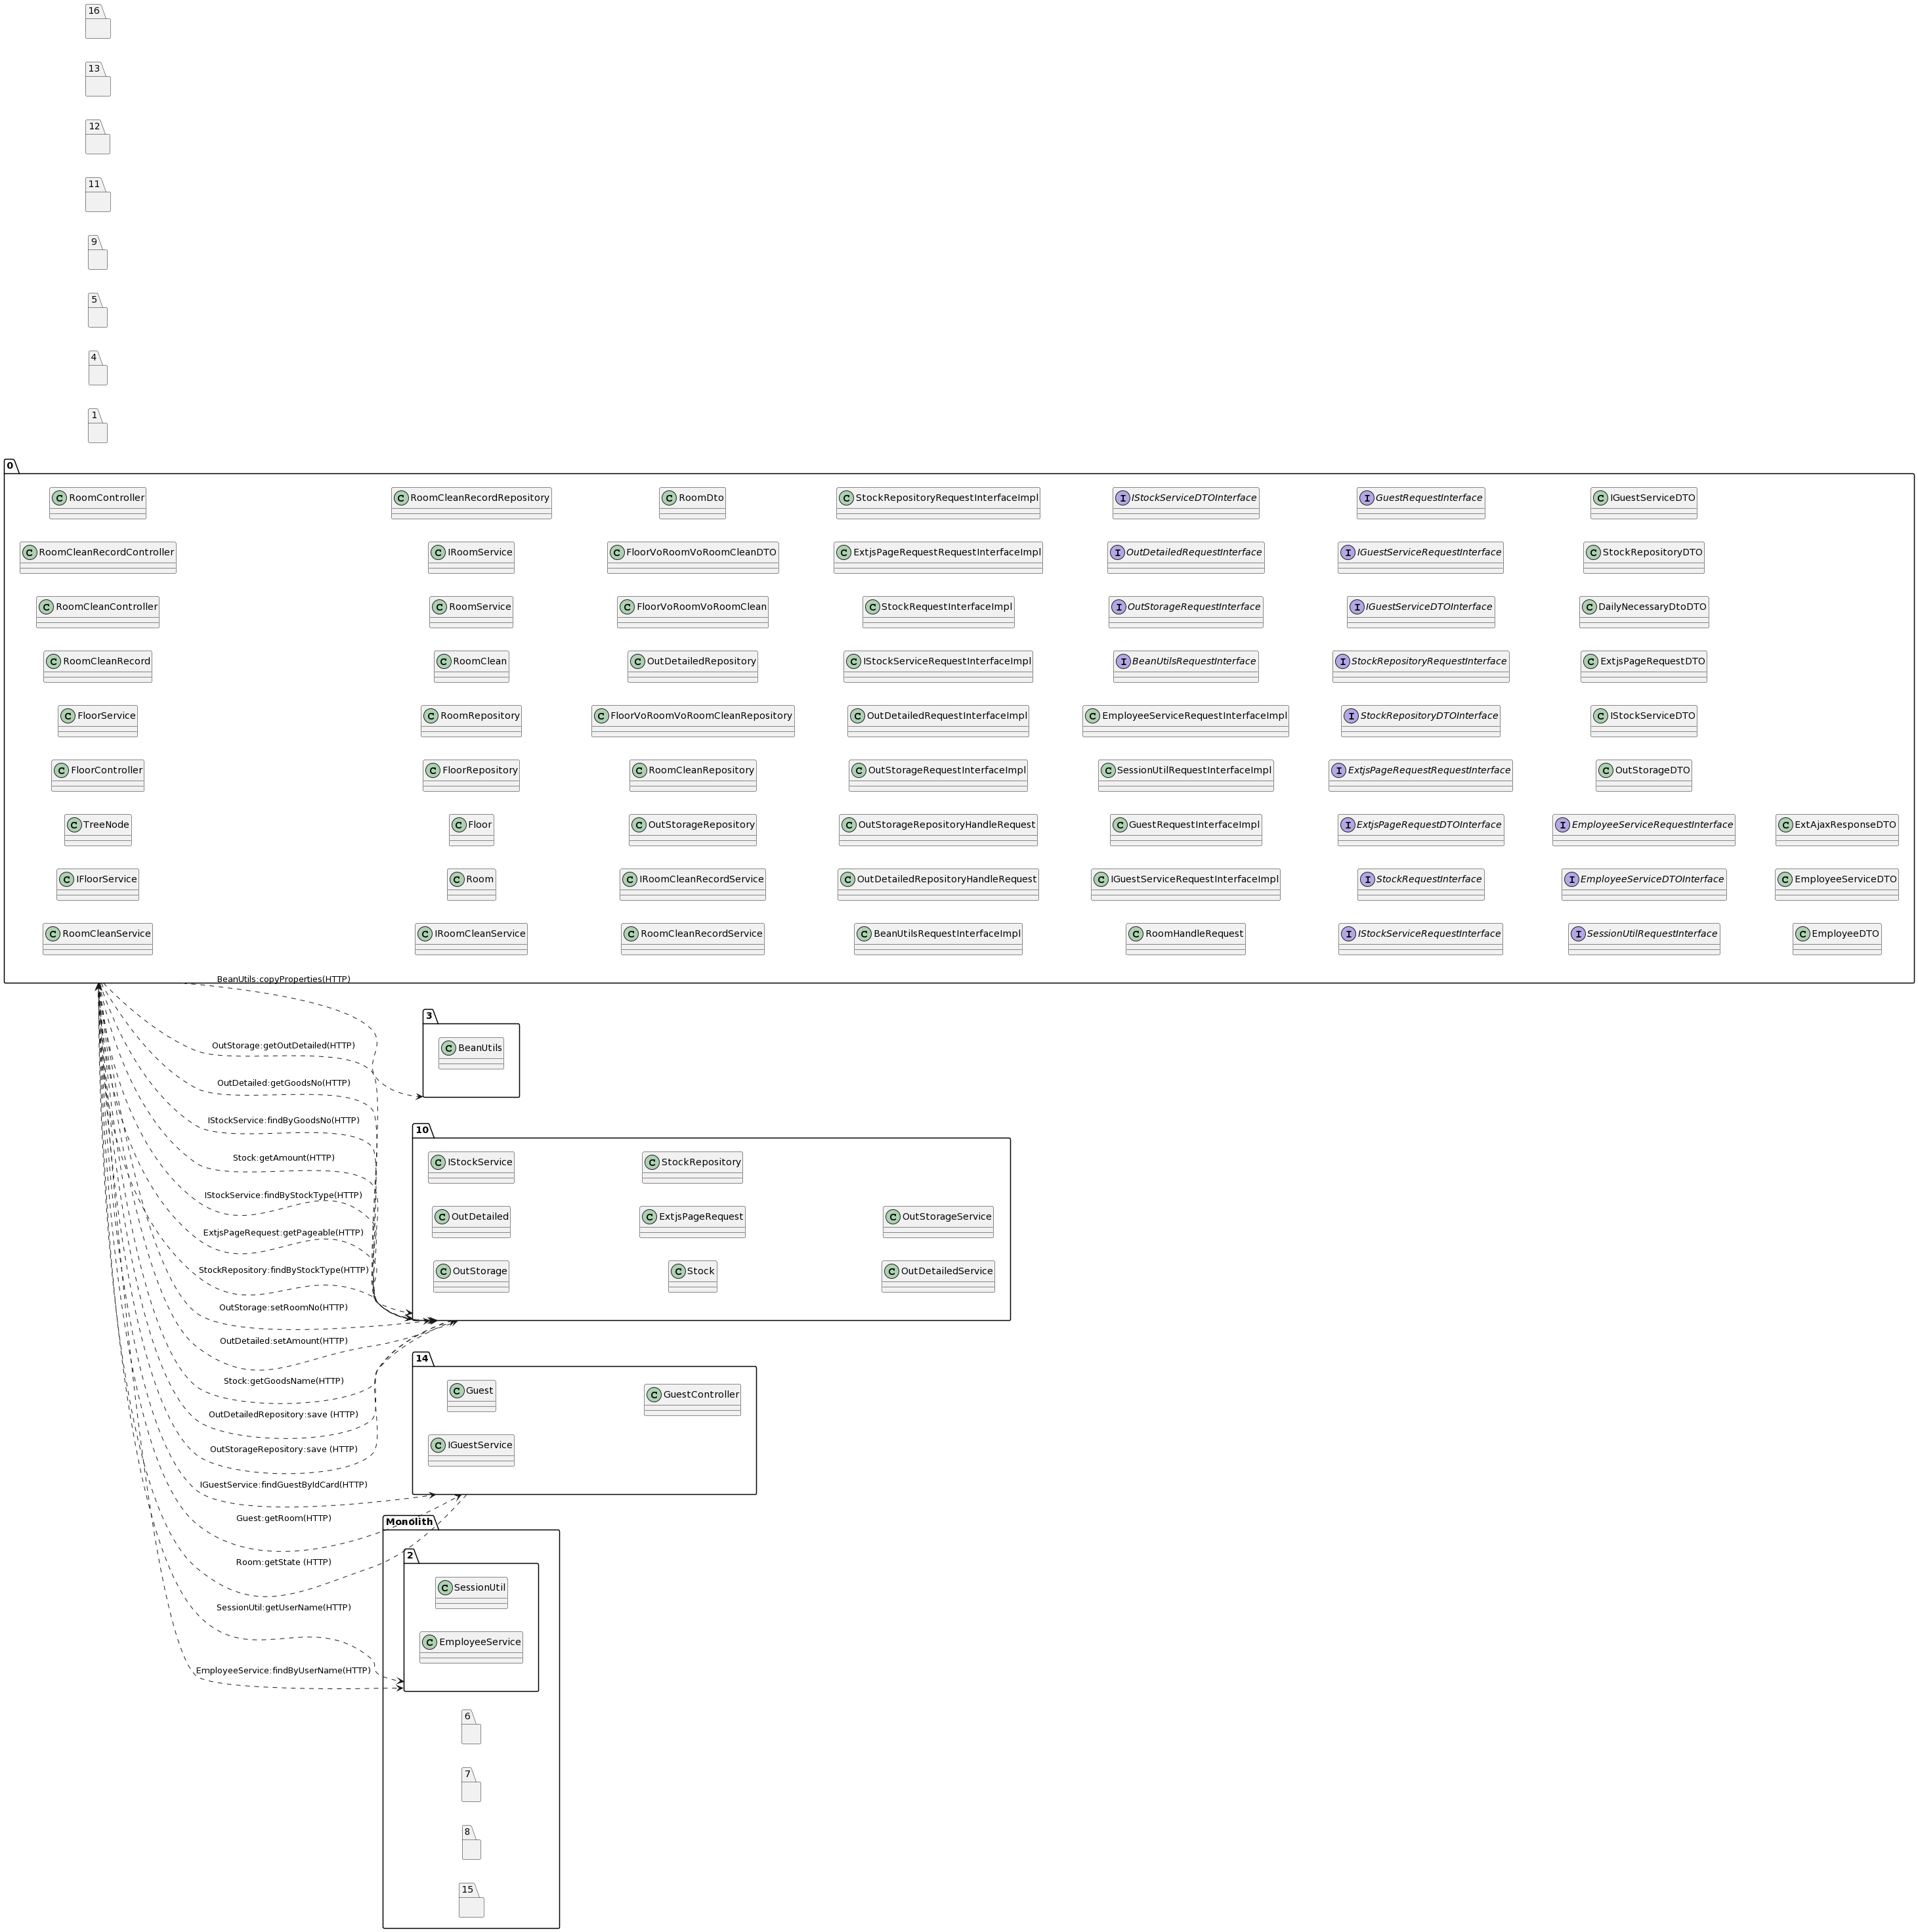 16
13
12
11
9
5
4
1
0
RoomController
RoomCleanRecordRepository
RoomDto
StockRepositoryRequestInterfaceImpl
IStockServiceDTOInterface
GuestRequestInterface
IGuestServiceDTO
RoomCleanRecordController
IRoomService
FloorVoRoomVoRoomCleanDTO
ExtjsPageRequestRequestInterfaceImpl
OutDetailedRequestInterface
IGuestServiceRequestInterface
StockRepositoryDTO
RoomCleanController
RoomService
FloorVoRoomVoRoomClean
StockRequestInterfaceImpl
OutStorageRequestInterface
IGuestServiceDTOInterface
DailyNecessaryDtoDTO
RoomCleanRecord
RoomClean
OutDetailedRepository
IStockServiceRequestInterfaceImpl
BeanUtilsRequestInterface
StockRepositoryRequestInterface
ExtjsPageRequestDTO
FloorService
RoomRepository
FloorVoRoomVoRoomCleanRepository
OutDetailedRequestInterfaceImpl
EmployeeServiceRequestInterfaceImpl
StockRepositoryDTOInterface
IStockServiceDTO
FloorController
FloorRepository
RoomCleanRepository
OutStorageRequestInterfaceImpl
SessionUtilRequestInterfaceImpl
ExtjsPageRequestRequestInterface
OutStorageDTO
TreeNode
Floor
OutStorageRepository
OutStorageRepositoryHandleRequest
GuestRequestInterfaceImpl
ExtjsPageRequestDTOInterface
EmployeeServiceRequestInterface
ExtAjaxResponseDTO
IFloorService
Room
IRoomCleanRecordService
OutDetailedRepositoryHandleRequest
IGuestServiceRequestInterfaceImpl
StockRequestInterface
EmployeeServiceDTOInterface
EmployeeServiceDTO
RoomCleanService
IRoomCleanService
RoomCleanRecordService
BeanUtilsRequestInterfaceImpl
RoomHandleRequest
IStockServiceRequestInterface
SessionUtilRequestInterface
EmployeeDTO
BeanUtils:copyProperties(HTTP)
3
BeanUtils
OutStorage:getOutDetailed(HTTP)
OutDetailed:getGoodsNo(HTTP)
IStockService:findByGoodsNo(HTTP)
Stock:getAmount(HTTP)
IStockService:findByStockType(HTTP)
ExtjsPageRequest:getPageable(HTTP)
StockRepository:findByStockType(HTTP)
OutStorage:setRoomNo(HTTP)
OutDetailed:setAmount(HTTP)
Stock:getGoodsName(HTTP)
OutDetailedRepository:save (HTTP)
OutStorageRepository:save (HTTP)
IGuestService:findGuestByIdCard(HTTP)
Guest:getRoom(HTTP)
Room:getState (HTTP)
SessionUtil:getUserName(HTTP)
EmployeeService:findByUserName(HTTP)
10
IStockService
StockRepository
OutDetailed
ExtjsPageRequest
OutStorageService
OutStorage
Stock
OutDetailedService
14
Guest
GuestController
IGuestService
Monolith
2
SessionUtil
EmployeeService
6
7
8
15